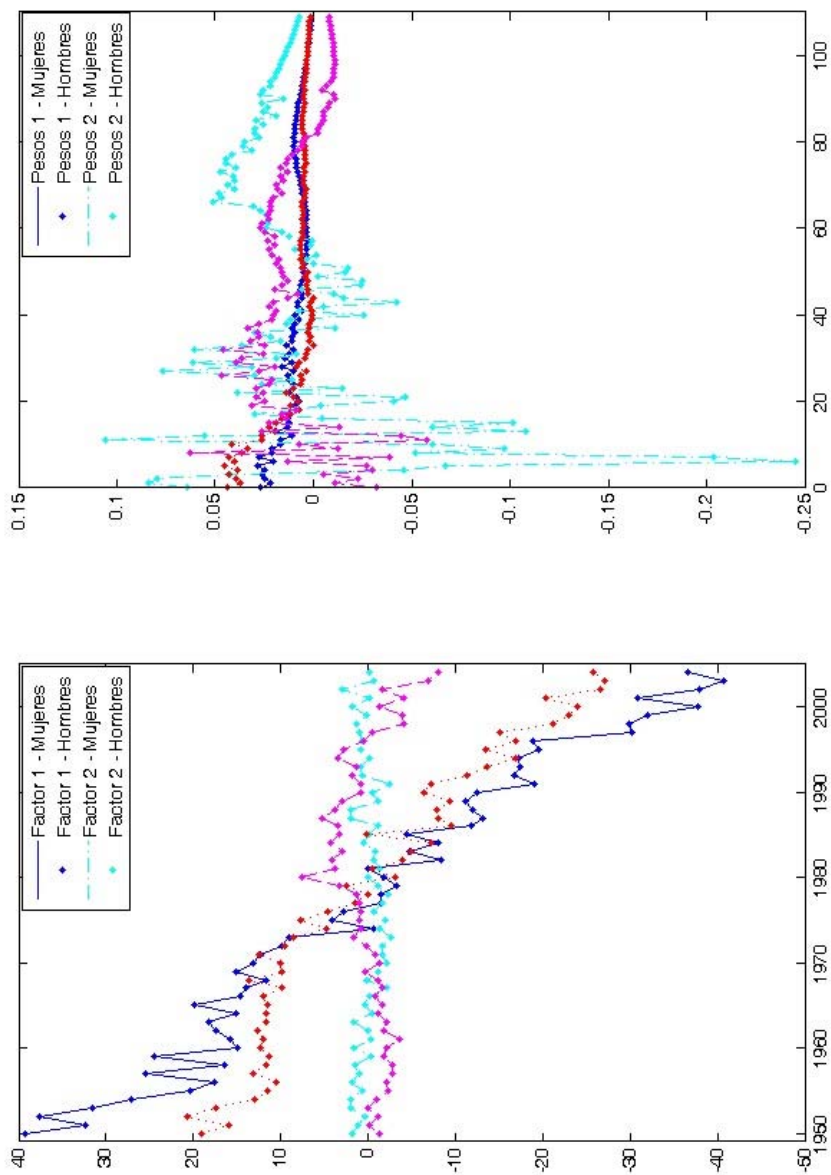 40
30
20
10
0
-10
-20
-30
-40
-50
Factor 1 - Mujeres
Factor 1 - Hombres
Factor 2 - Mujeres
Factor 2 - Hombres
1950 1960 1970 1980 1990 2000
0.15
0.1
0.05
0
-0.05
-0.1
-0.15
-0.2
-0.25
Pesos 1 - Mujeres
Pesos 1 - Hombres
Pesos 2 - Mujeres
Pesos 2 - Hombres
0 20 40 60 80 100